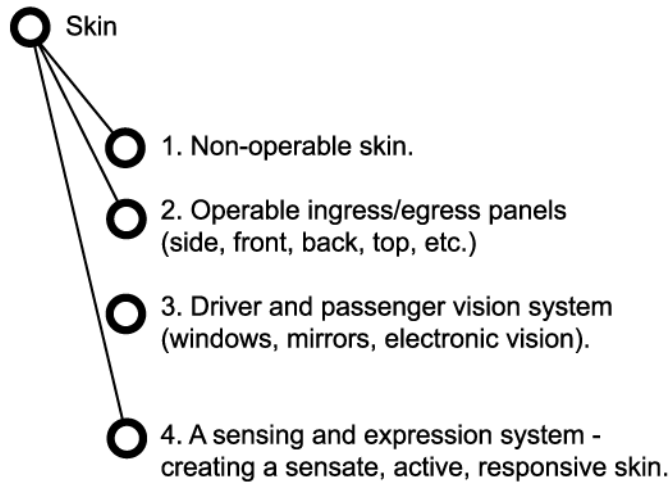 Skin
1. Non-operable skin.
2. Operable ingress/egress panels
(side, front, back, top, etc.)
3. Driver and passenger vision system
(windows, mirrors, electronic vision).
4. A sensing and expression system -
creating a sensate, active, responsive skin.